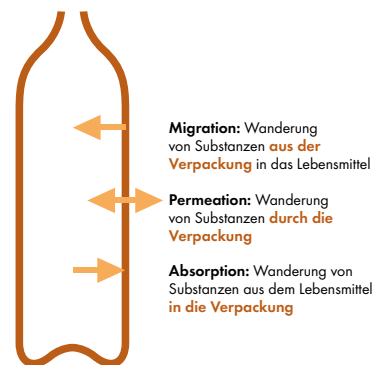 Migration: Wanderung
von Substanzen aus der
Verpackung in das Lebensmittel
Permeation: Wanderung
von Substanzen durch die
Verpackung
Absorption: Wanderung von
Substanzen aus dem Lebensmittel
in die Verpackung